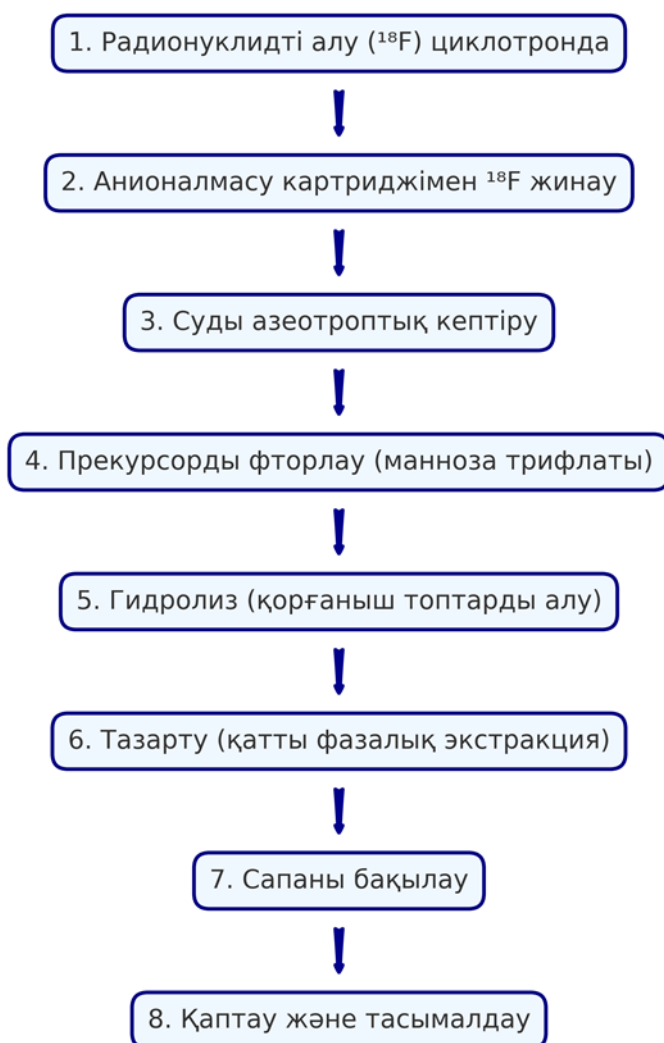 1. Радионуклидті алу (¹⁸F) циклотронда
2. Анионалмасу картриджімен ¹⁸F жинау
3. Суды азеотроптық кептіру
4. Прекурсорды фторлау (манноза трифлаты)
5. Гидролиз (қорғаныш топтарды алу)
6. Тазарту (қатты фазалық экстракция)
7. Сапаны бақылау
8. Қаптау және тасымалдау